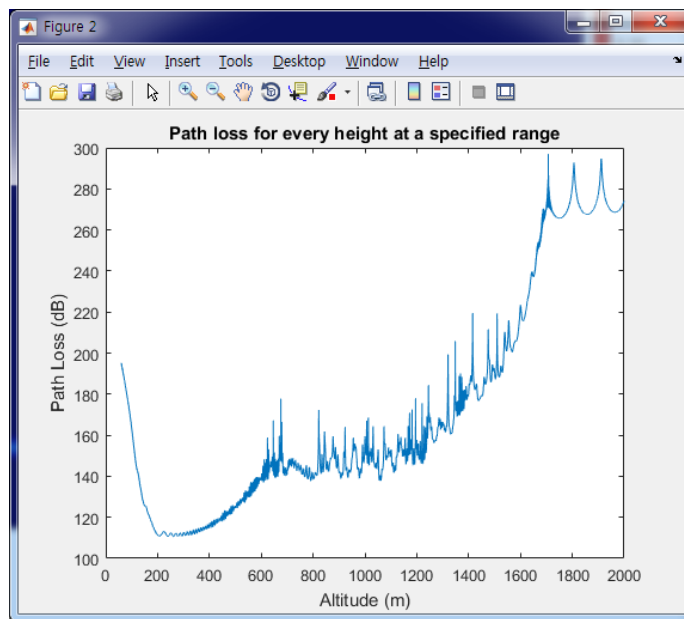 Figure 2
File Edit View Insert Tools Desktop Window Help
Path loss for every height at a specified range
300
280
260
240
220
200
180
160
140
120
100
Path Loss (dB)
0 200 400 600 800 1000 1200 1400 1600 1800 2000
Altitude (m)